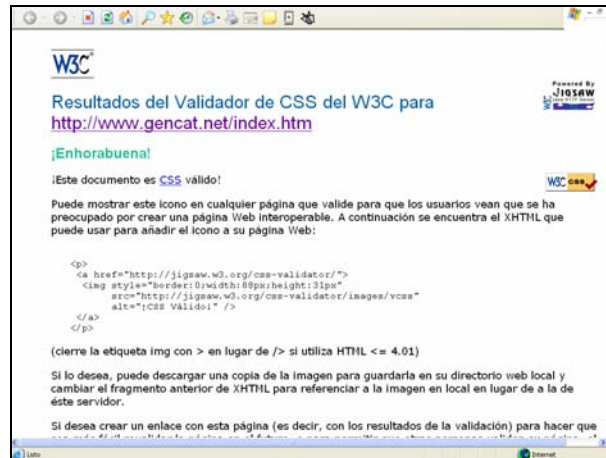 W3C
Powered By
JIGSAW
Resultados del Validador de CSS del W3C para
http://www.gencat.net/index.htm
¡Enhorabuena!
¡Este documento es CSS válido!
W3C css
Puede mostrar este icono en cualquier página que valide para que los usuarios vean que se ha
preocupado por crear una página Web interoperable. A continuación se encuentra el XHTML que
puede usar para añadir el icono a su página Web:
<p>
<a href="http://jigsaw.w3.org/css-validator/">
<img style="border:0;width:88px;height:31px"
src="http://jigsaw.w3.org/css-validator/images/vcss"
alt="¡CSS Válido!" />
</a>
</p>
(cierre la etiqueta img con > en lugar de /> si utiliza HTML <= 4.01)
Si lo desea, puede descargar una copia de la imagen para guardarla en su directorio web local y
cambiar el fragmento anterior de XHTML para referenciar a la imagen en local en lugar de a la de
éste servidor.
Si desea crear un enlace con esta página (es decir, con los resultados de la validación) para hacer que
Listo
Internet